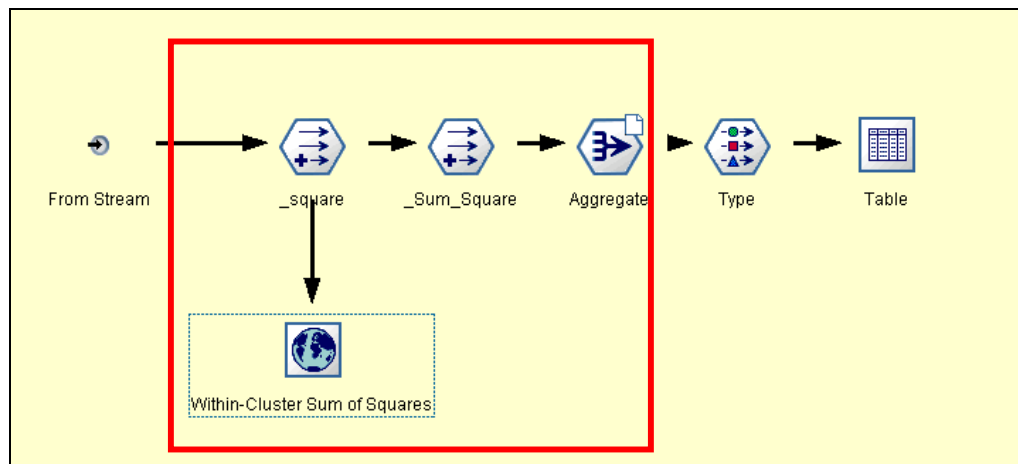 From Stream
_square
_Sum_Square
Aggregate
Type
Table
Within-Cluster Sum of Squares